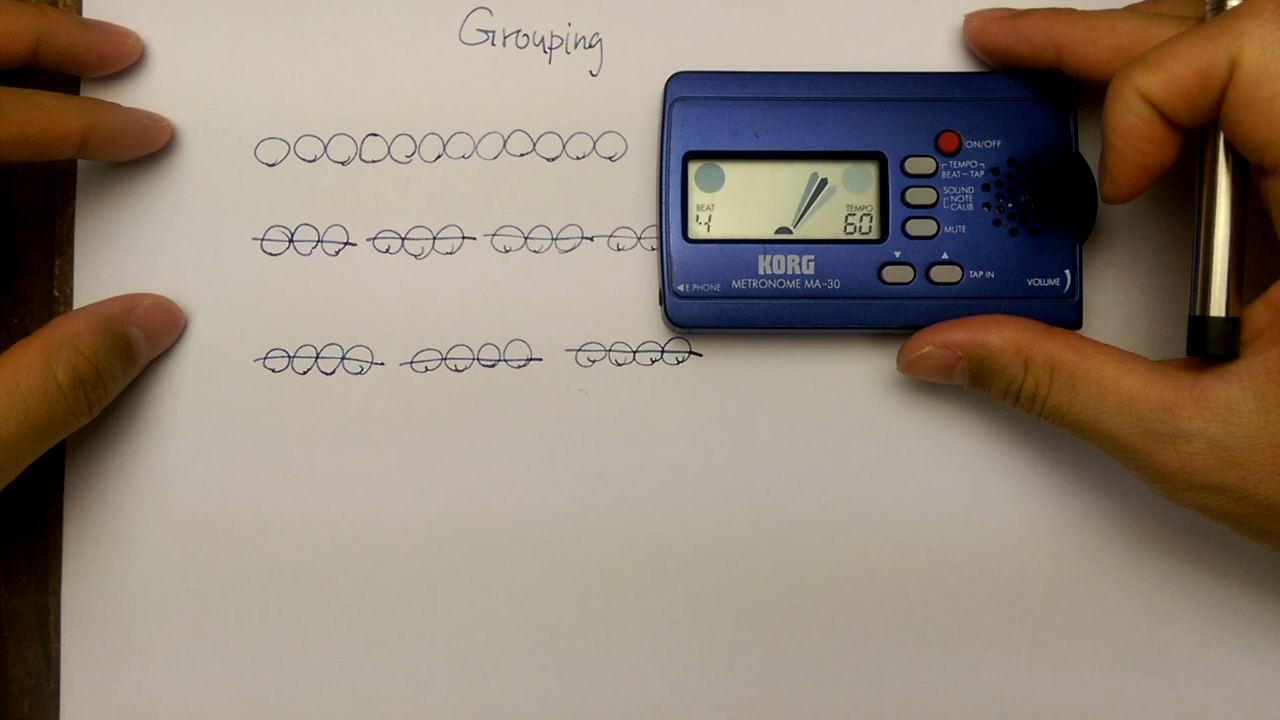 Grouping
ON/OFF
TEMPO
BEAT-TAP
SOUND
NOTE
CALIB
BEAT
TEMPO
4
60
MUTE
KORG
TAP IN
E.PHONE
METRONOME MA-30
VOLUME